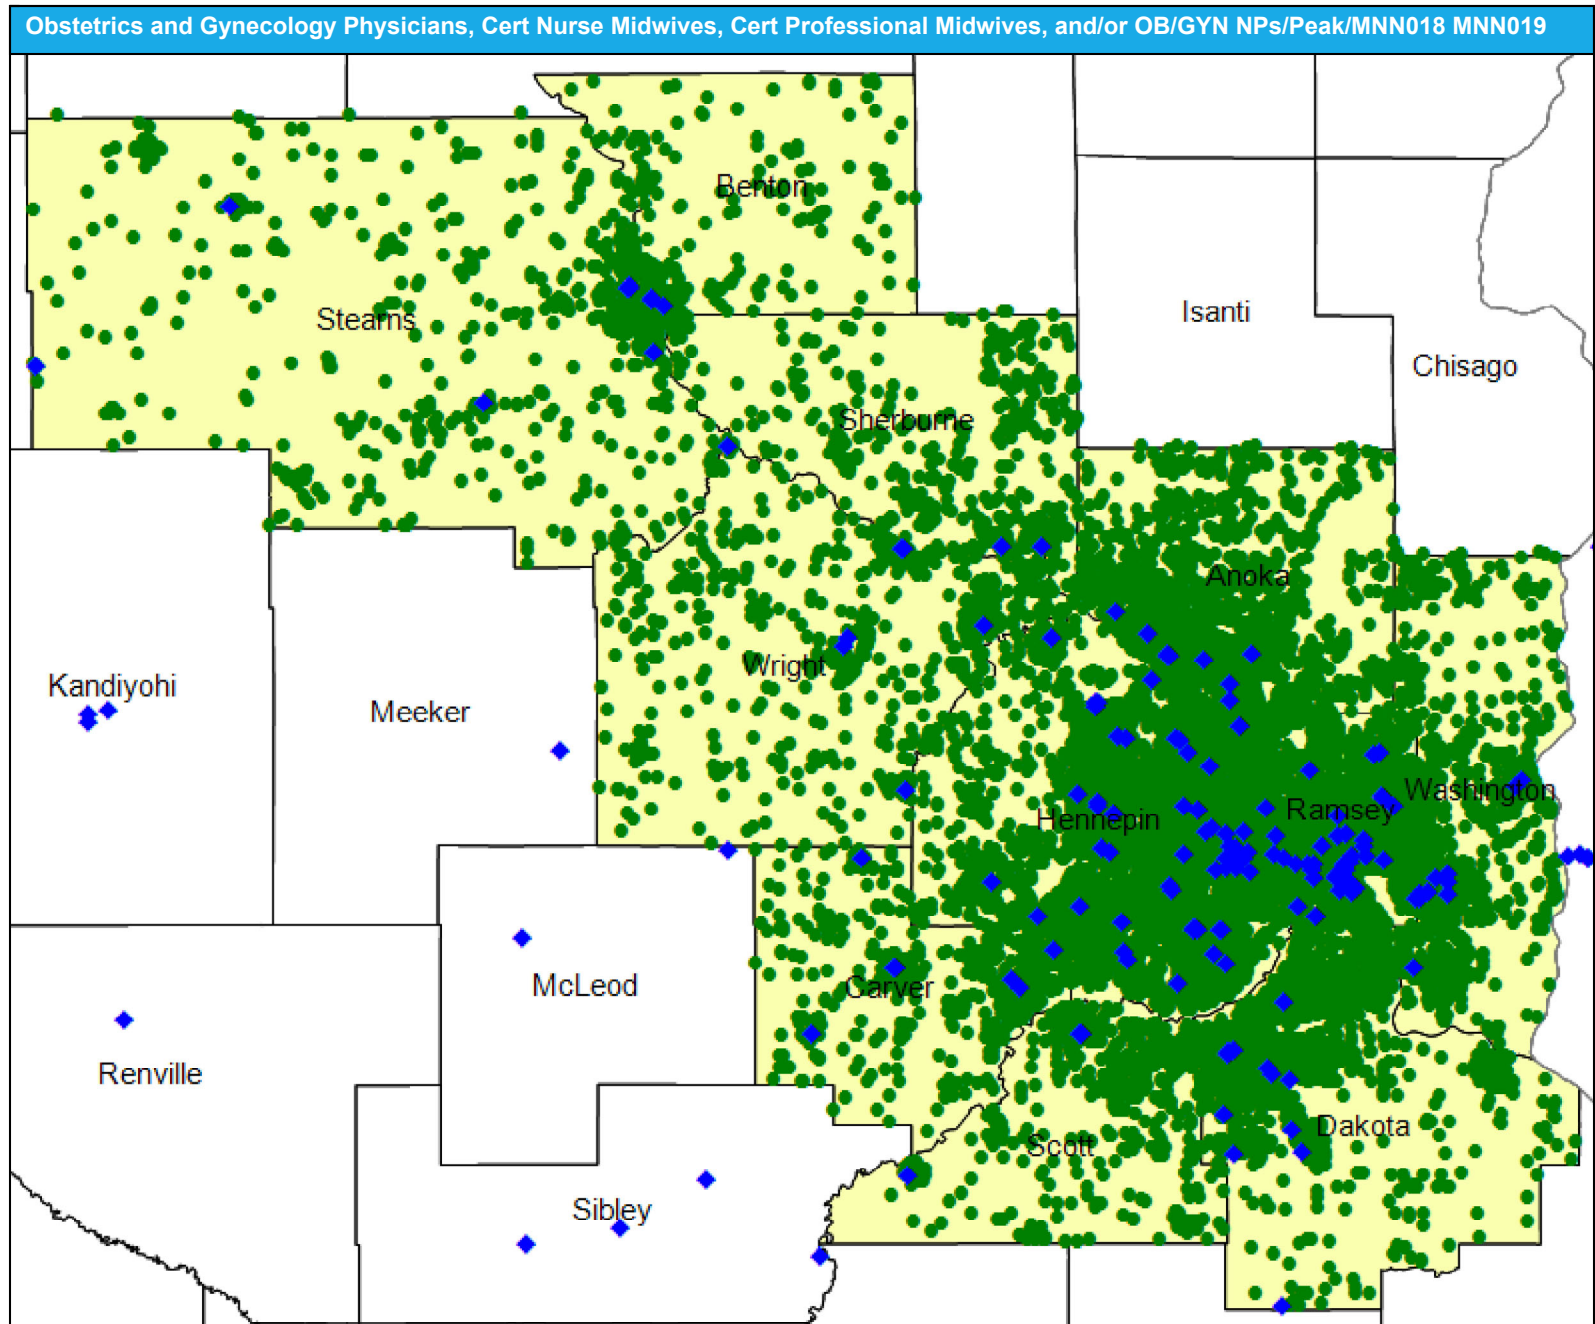 Obstetrics and Gynecology Physicians, Cert Nurse Midwives, Cert Professional Midwives, and/or OB/GYN NPs/Peak/MNN018 MNN019
Benton
Isanti
Stearns
Chisago
Sherburne
Anoka
Wright
Kandiyohi
Meeker
Washington
Ramsey
Hennepin
McLeod
Carver
Renville
Dakota
Scott
Sibley